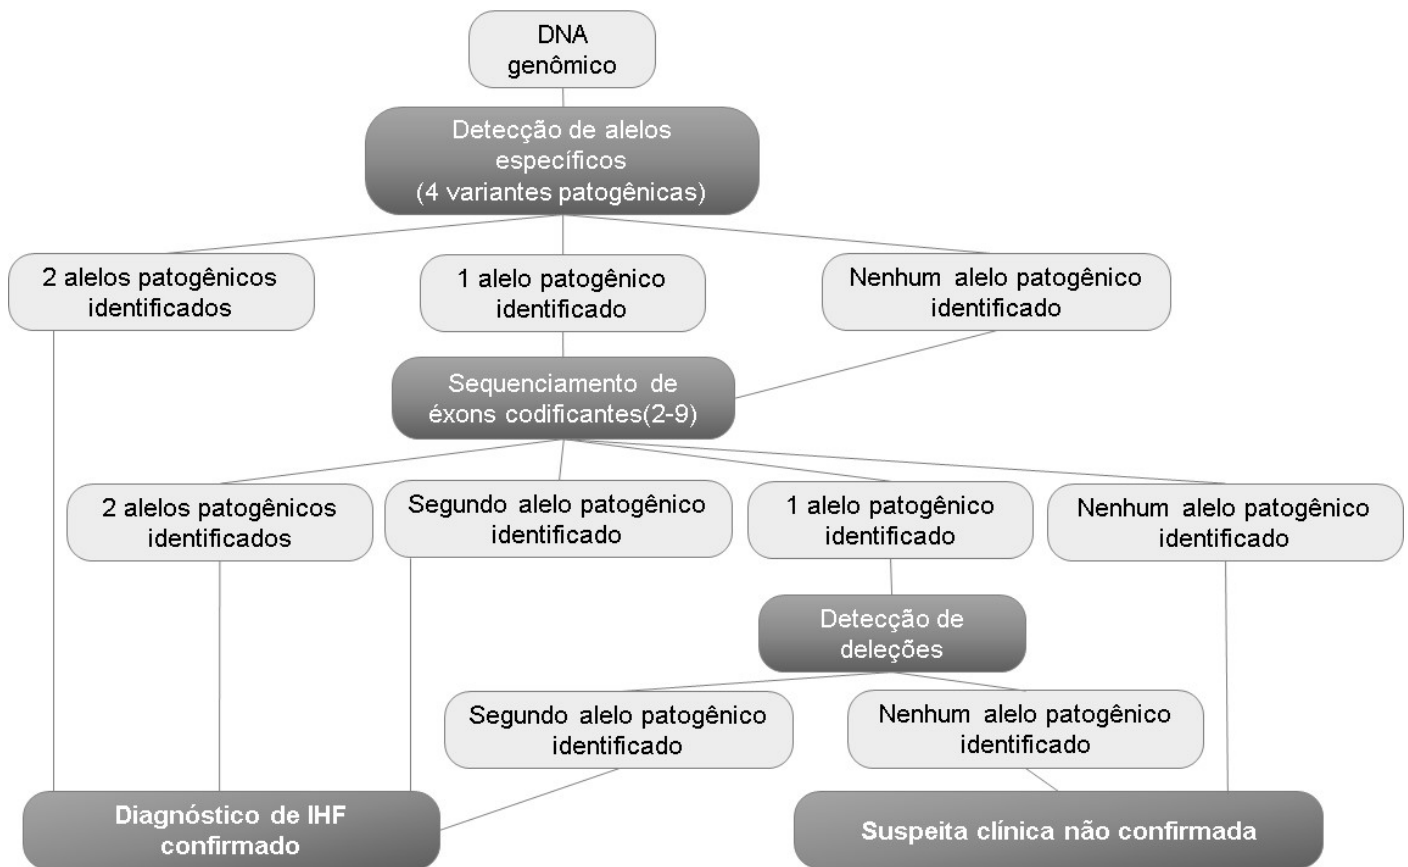 DNA
genômico
Detecção de alelos
específicos
(4 variantes patogênicas)
2 alelos patogênicos
identificados
1 alelo patogênico
identificado
Nenhum alelo patogênico
identificado
Sequenciamento de
éxons codificantes(2-9)
2 alelos patogênicos
identificados
Segundo alelo patogênico
identificado
1 alelo patogênico
identificado
Nenhum alelo patogênico
identificado
Detecção de
deleções
Segundo alelo patogênico
identificado
Nenhum alelo patogênico
identificado
Diagnóstico de IHF
confirmado
Suspeita clínica não confirmada